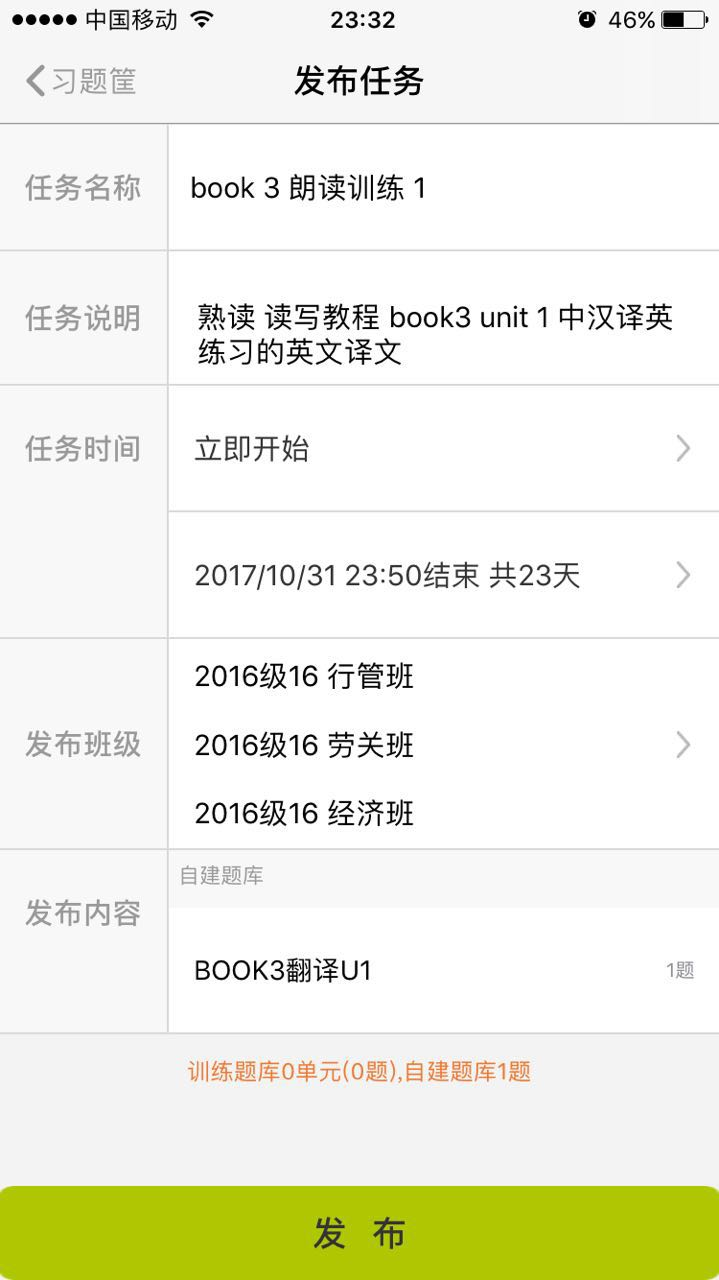 中国移动 23:32 46%
习题筐 发布任务
任务名称 book 3 朗读训练 1
任务说明 熟读 读写教程 book3 unit 1 中汉译英
练习的英文译文
任务时间 立即开始
2017/10/31 23:50结束 共23天
2016级16 行管班
发布班级 2016级16 劳关班
2016级16 经济班
自建题库
发布内容
BOOK3翻译U1 1题
训练题库0单元(0题),自建题库1题
发 布